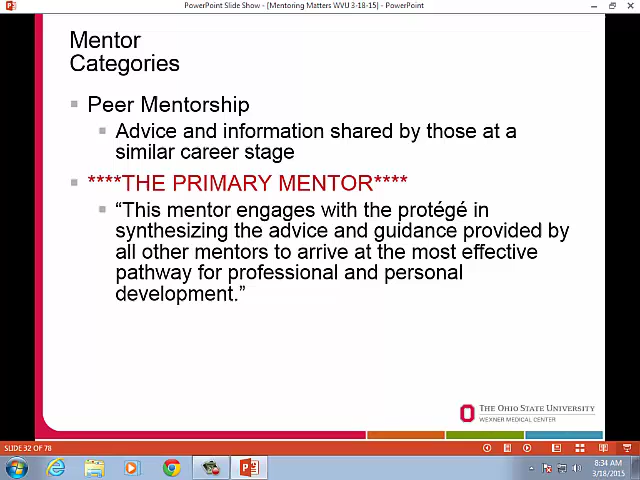 PowerPoint Slide Show - [Mentoring Matters WVU 3-18-15] - PowerPoint
Mentor
Categories
Peer Mentorship
Advice and information shared by those at a
similar career stage
****THE PRIMARY MENTOR****
“This mentor engages with the protégé in
synthesizing the advice and guidance provided by
all other mentors to arrive at the most effective
pathway for professional and personal
development.”
THE OHIO STATE UNIVERSITY
WEXNER MEDICAL CENTER
SLIDE 32 OF 78
8:34 AM
3/18/2015